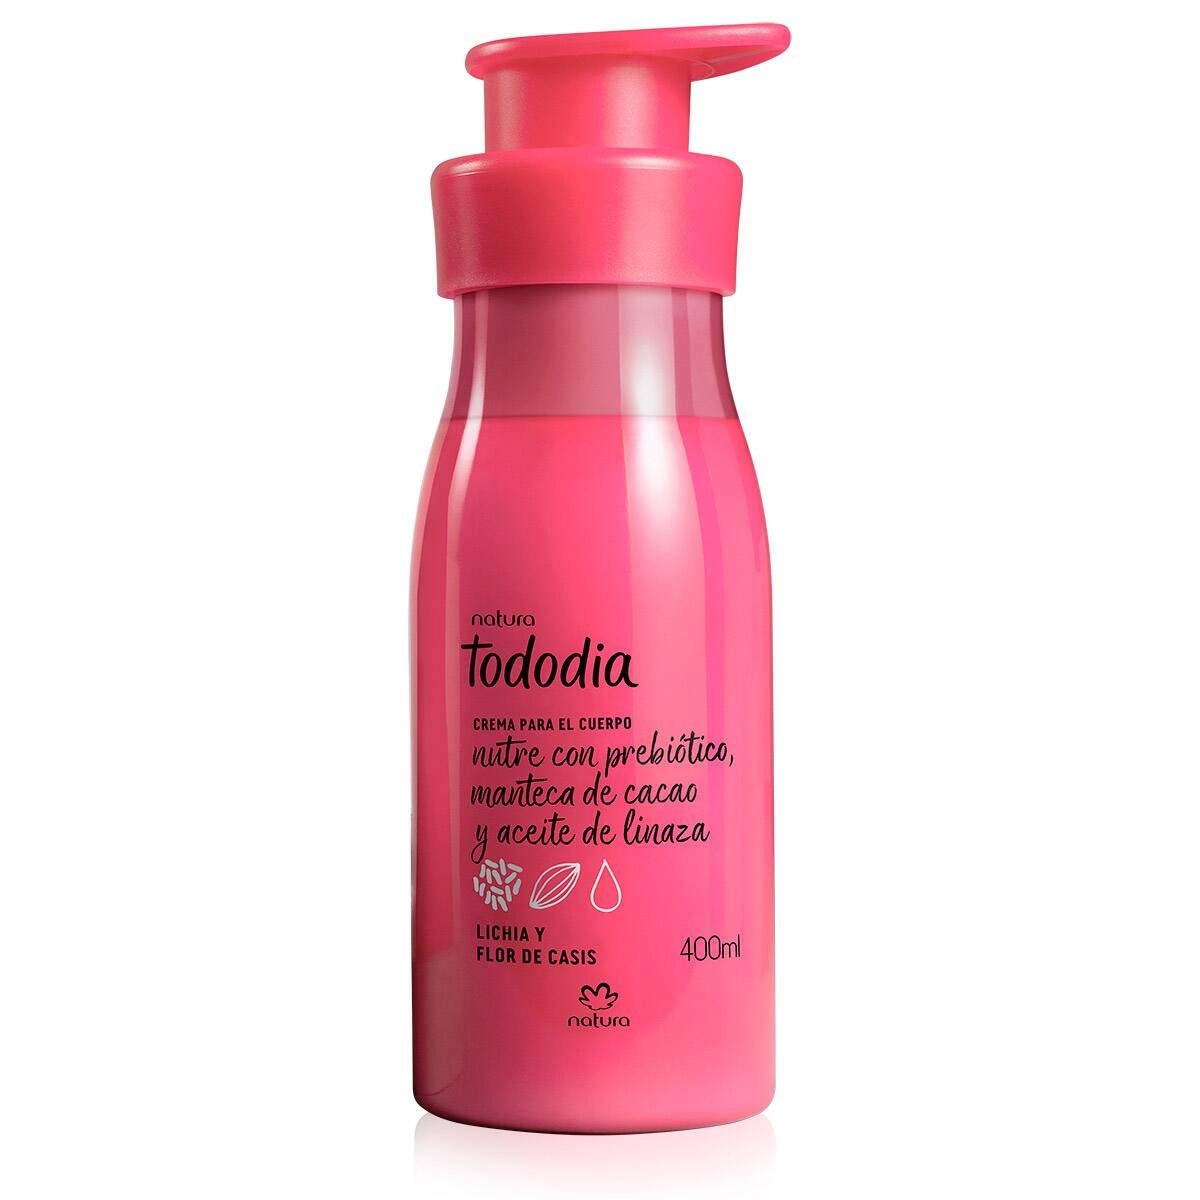 natura
Tododia
CREMA PARA EL CUERPO
nutre con prebiótico,
manteca de cacao
y aceite de linaza
LICHIA Y
FLOR DE CASIS
400ml
natura